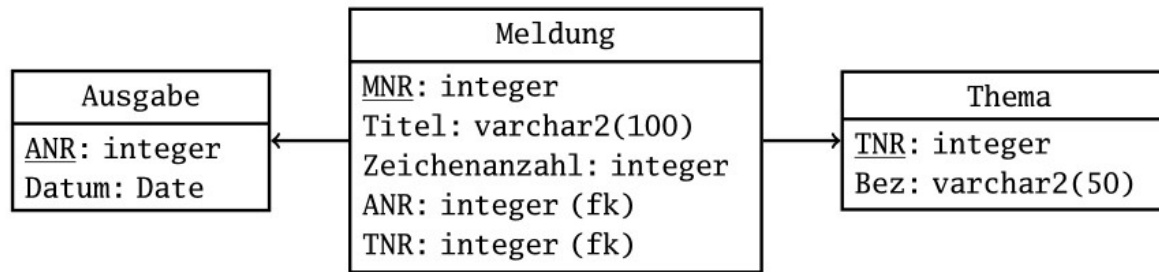 Ausgabe
ANR: integer
Datum: Date
Meldung
MNR: integer
Titel: varchar2(100)
Zeichenanzahl: integer
ANR: integer (fk)
TNR: integer (fk)
Thema
TNR: integer
Bez: varchar2(50)